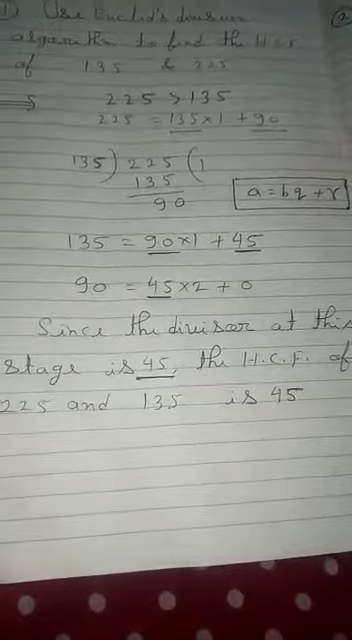 1) Use Euclid's division
algorithm to find the H.C.F.
of 135 & 225
⇒ 225 > 135
225 = 135 x 1 + 90
135 ) 225 ( 1
135
90
a = bq + r
135 = 90 x 1 + 45
90 = 45 x 2 + 0
Since the divisor at this
stage is 45, the H.C.F. of
225 and 135 is 45